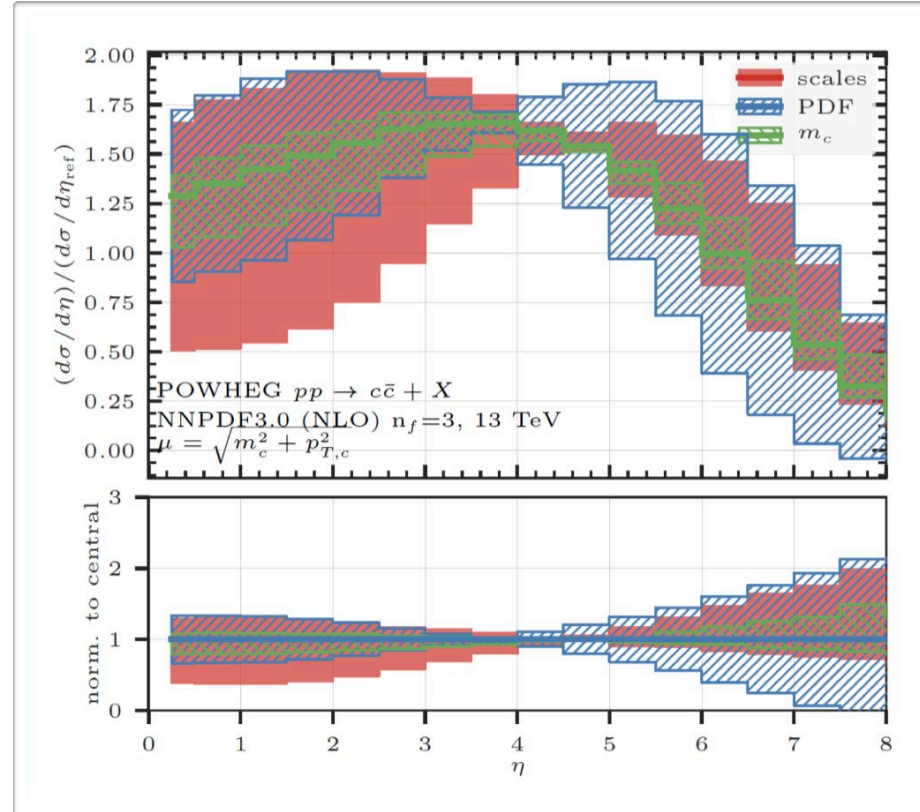 (dσ/dη)/(dσ/dη_ref)
2.00
1.75
1.50
1.25
1.00
0.75
0.50
0.25
0.00
scales
PDF
m_c
POWHEG pp → cc̄ + X
NNPDF3.0 (NLO) n_f=3, 13 TeV
μ = √(m_c^2 + p_{T,c}^2)
norm. to central
3
2
1
0
0 1 2 3 4 5 6 7 8
η